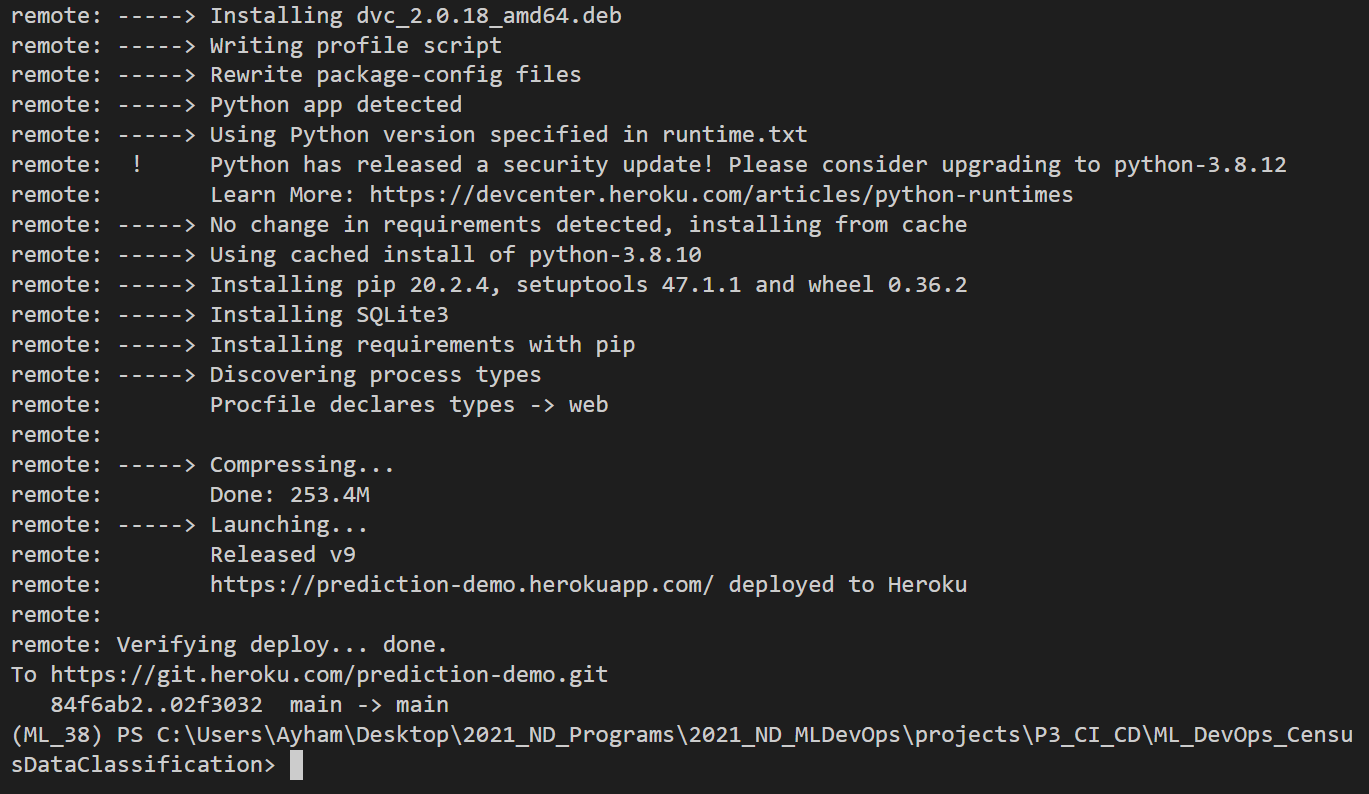 remote: -----> Installing dvc_2.0.18_amd64.deb
remote: -----> Writing profile script
remote: -----> Rewrite package-config files
remote: -----> Python app detected
remote: -----> Using Python version specified in runtime.txt
remote:  !     Python has released a security update! Please consider upgrading to python-3.8.12
remote:        Learn More: https://devcenter.heroku.com/articles/python-runtimes
remote: -----> No change in requirements detected, installing from cache
remote: -----> Using cached install of python-3.8.10
remote: -----> Installing pip 20.2.4, setuptools 47.1.1 and wheel 0.36.2
remote: -----> Installing SQLite3
remote: -----> Installing requirements with pip
remote: -----> Discovering process types
remote:        Procfile declares types -> web
remote:
remote: -----> Compressing...
remote:        Done: 253.4M
remote: -----> Launching...
remote:        Released v9
remote:        https://prediction-demo.herokuapp.com/ deployed to Heroku
remote:
remote: Verifying deploy... done.
To https://git.heroku.com/prediction-demo.git
   84f6ab2..02f3032  main -> main
(ML_38) PS C:\Users\Ayham\Desktop\2021_ND_Programs\2021_ND_MLDevOps\projects\P3_CI_CD\ML_DevOps_Censu
sDataClassification>